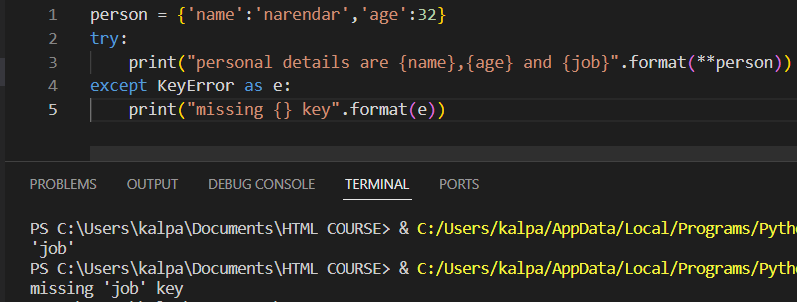 1 person = {'name':'narendar','age':32}
2 try:
3     print("personal details are {name},{age} and {job}".format(**person))
4 except KeyError as e:
5     print("missing {} key".format(e))
PROBLEMS OUTPUT DEBUG CONSOLE TERMINAL PORTS
PS C:\Users\kalpa\Documents\HTML COURSE> & C:/Users/kalpa/AppData/Local/Programs/Pytho
'job'
PS C:\Users\kalpa\Documents\HTML COURSE> & C:/Users/kalpa/AppData/Local/Programs/Pytho
missing 'job' key